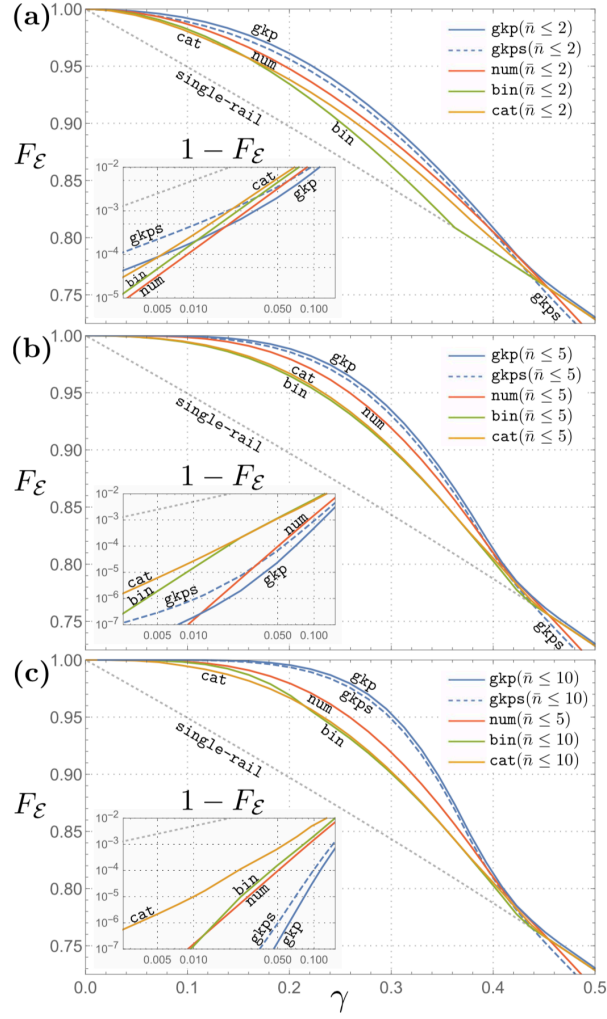 (a)
1.00
0.95
0.90
0.85
0.80
0.75
F_ℰ
gkp
cat
num
single-rail
bin
gkps
gkp(n̄ ≤ 2)
gkps(n̄ ≤ 2)
num(n̄ ≤ 2)
bin(n̄ ≤ 2)
cat(n̄ ≤ 2)
1 − F_ℰ
10^-2
10^-3
10^-4
10^-5
cat
gkps
gkp
bin
num
0.005
0.010
0.050
0.100
(b)
1.00
0.95
0.90
0.85
0.80
0.75
F_ℰ
gkp
cat
bin
num
single-rail
gkps
gkp(n̄ ≤ 5)
gkps(n̄ ≤ 5)
num(n̄ ≤ 5)
bin(n̄ ≤ 5)
cat(n̄ ≤ 5)
1 − F_ℰ
10^-2
10^-3
10^-4
10^-5
10^-6
10^-7
num
cat
bin
gkps
gkp
0.005
0.010
0.050
0.100
(c)
1.00
0.95
0.90
0.85
0.80
0.75
F_ℰ
cat
gkp
gkps
num
bin
single-rail
gkp(n̄ ≤ 10)
gkps(n̄ ≤ 10)
num(n̄ ≤ 5)
bin(n̄ ≤ 10)
cat(n̄ ≤ 10)
1 − F_ℰ
10^-2
10^-3
10^-4
10^-5
10^-6
10^-7
bin
num
cat
gkps
gkp
0.005
0.010
0.050
0.100
0.0
0.1
0.2
0.3
0.4
0.5
γ